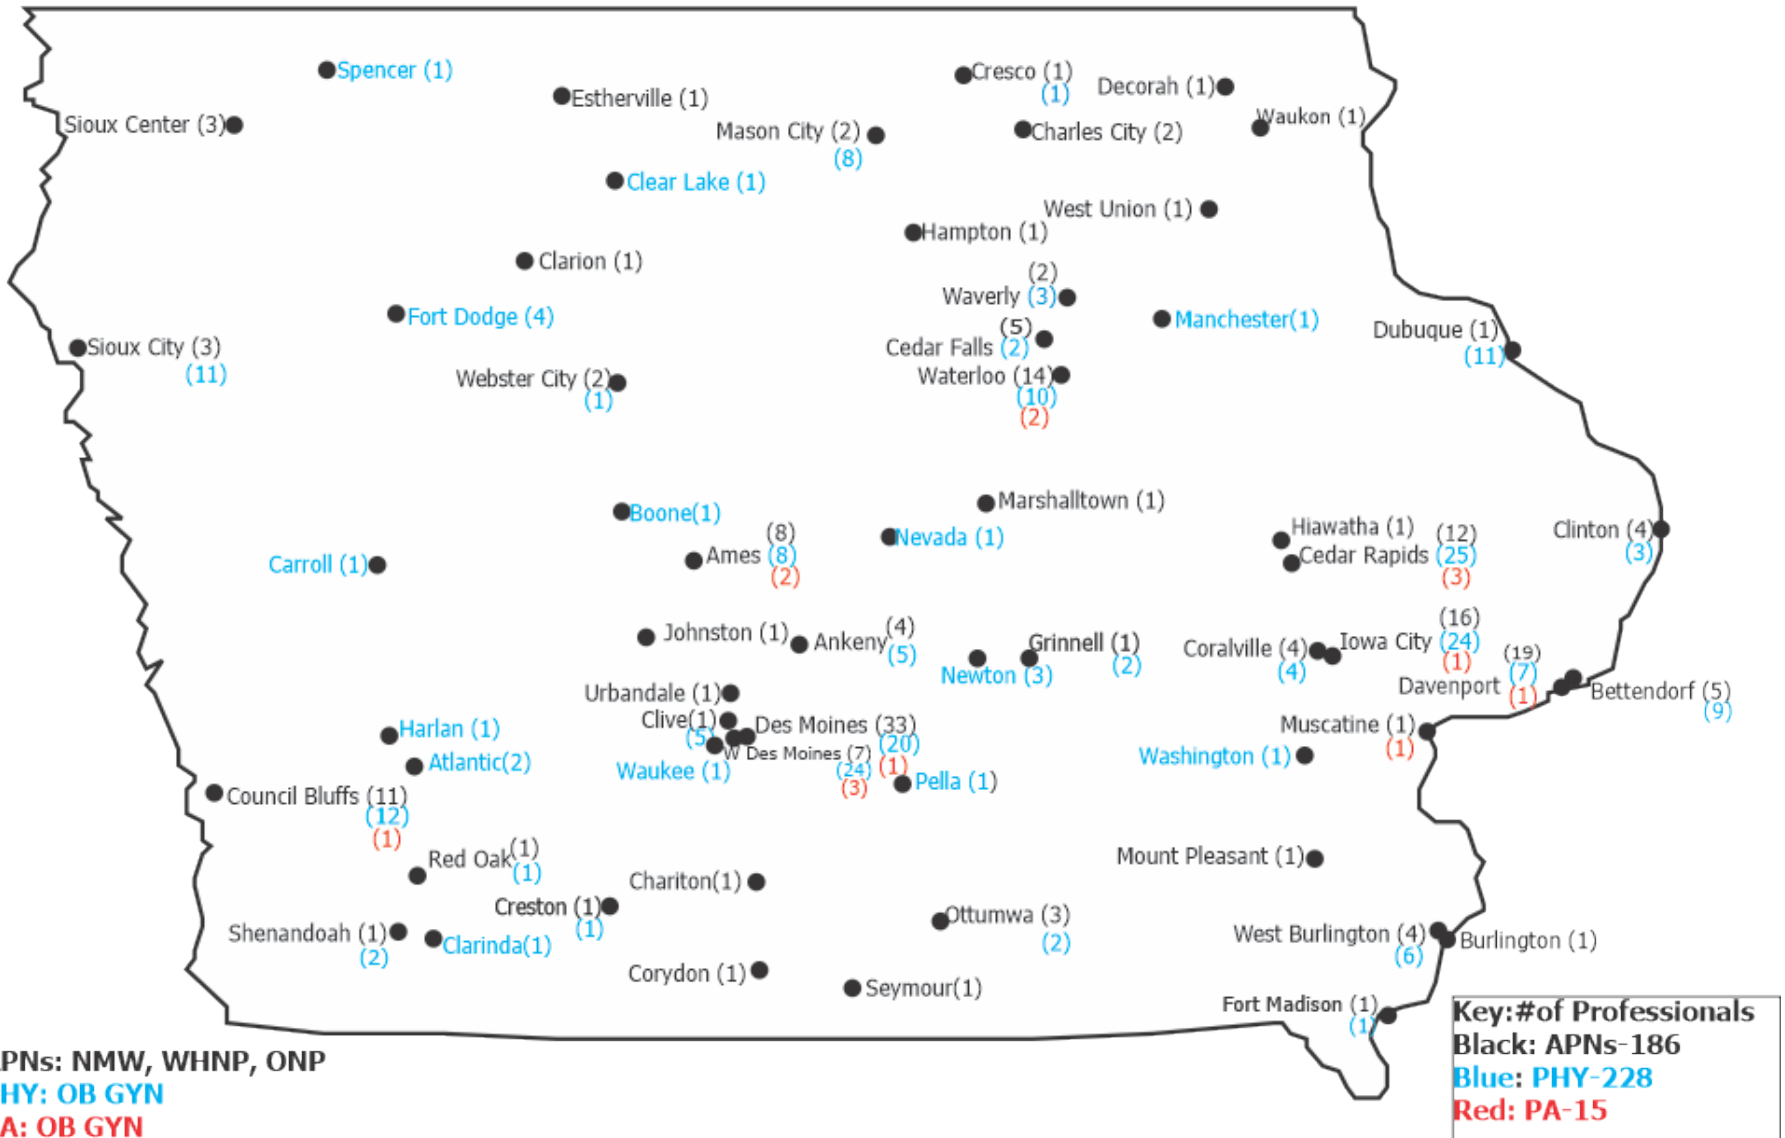 Spencer (1)
Cresco (1)
(1)
Decorah (1)
Estherville (1)
Waukon (1)
Sioux Center (3)
Mason City (2)
(8)
Charles City (2)
Clear Lake (1)
West Union (1)
Hampton (1)
Clarion (1)
(2)
Waverly (3)
Fort Dodge (4)
Manchester(1)
Dubuque (1)
(11)
(5)
Cedar Falls (2)
Sioux City (3)
(11)
Webster City (2)
(1)
Waterloo (14)
(10)
(2)
Marshalltown (1)
Boone(1)
Nevada (1)
Hiawatha (1)
(12)
Cedar Rapids (25)
(3)
Clinton (4)
(3)
(8)
Ames (8)
(2)
Carroll (1)
Johnston (1)
(4)
Ankeny
(5)
Grinnell (1)
(2)
Newton (3)
Coralville (4)
(4)
(16)
Iowa City (24)
(1)
(19)
(7)
Davenport (1)
Bettendorf (5)
(9)
Urbandale (1)
Clive(1)
(5)
Des Moines (33)
(20)
(1)
W Des Moines (7)
(24)
(3)
Waukee (1)
Pella (1)
Muscatine (1)
(1)
Washington (1)
Harlan (1)
Atlantic(2)
Council Bluffs (11)
(12)
(1)
Red Oak(1)
(1)
Chariton(1)
Mount Pleasant (1)
Creston (1)
(1)
Shenandoah (1)
(2)
Clarinda(1)
Ottumwa (3)
(2)
West Burlington (4)
(6)
Burlington (1)
Corydon (1)
Seymour(1)
Fort Madison (1)
(1)
PNs: NMW, WHNP, ONP
HY: OB GYN
A: OB GYN
Key:#of Professionals
Black: APNs-186
Blue: PHY-228
Red: PA-15